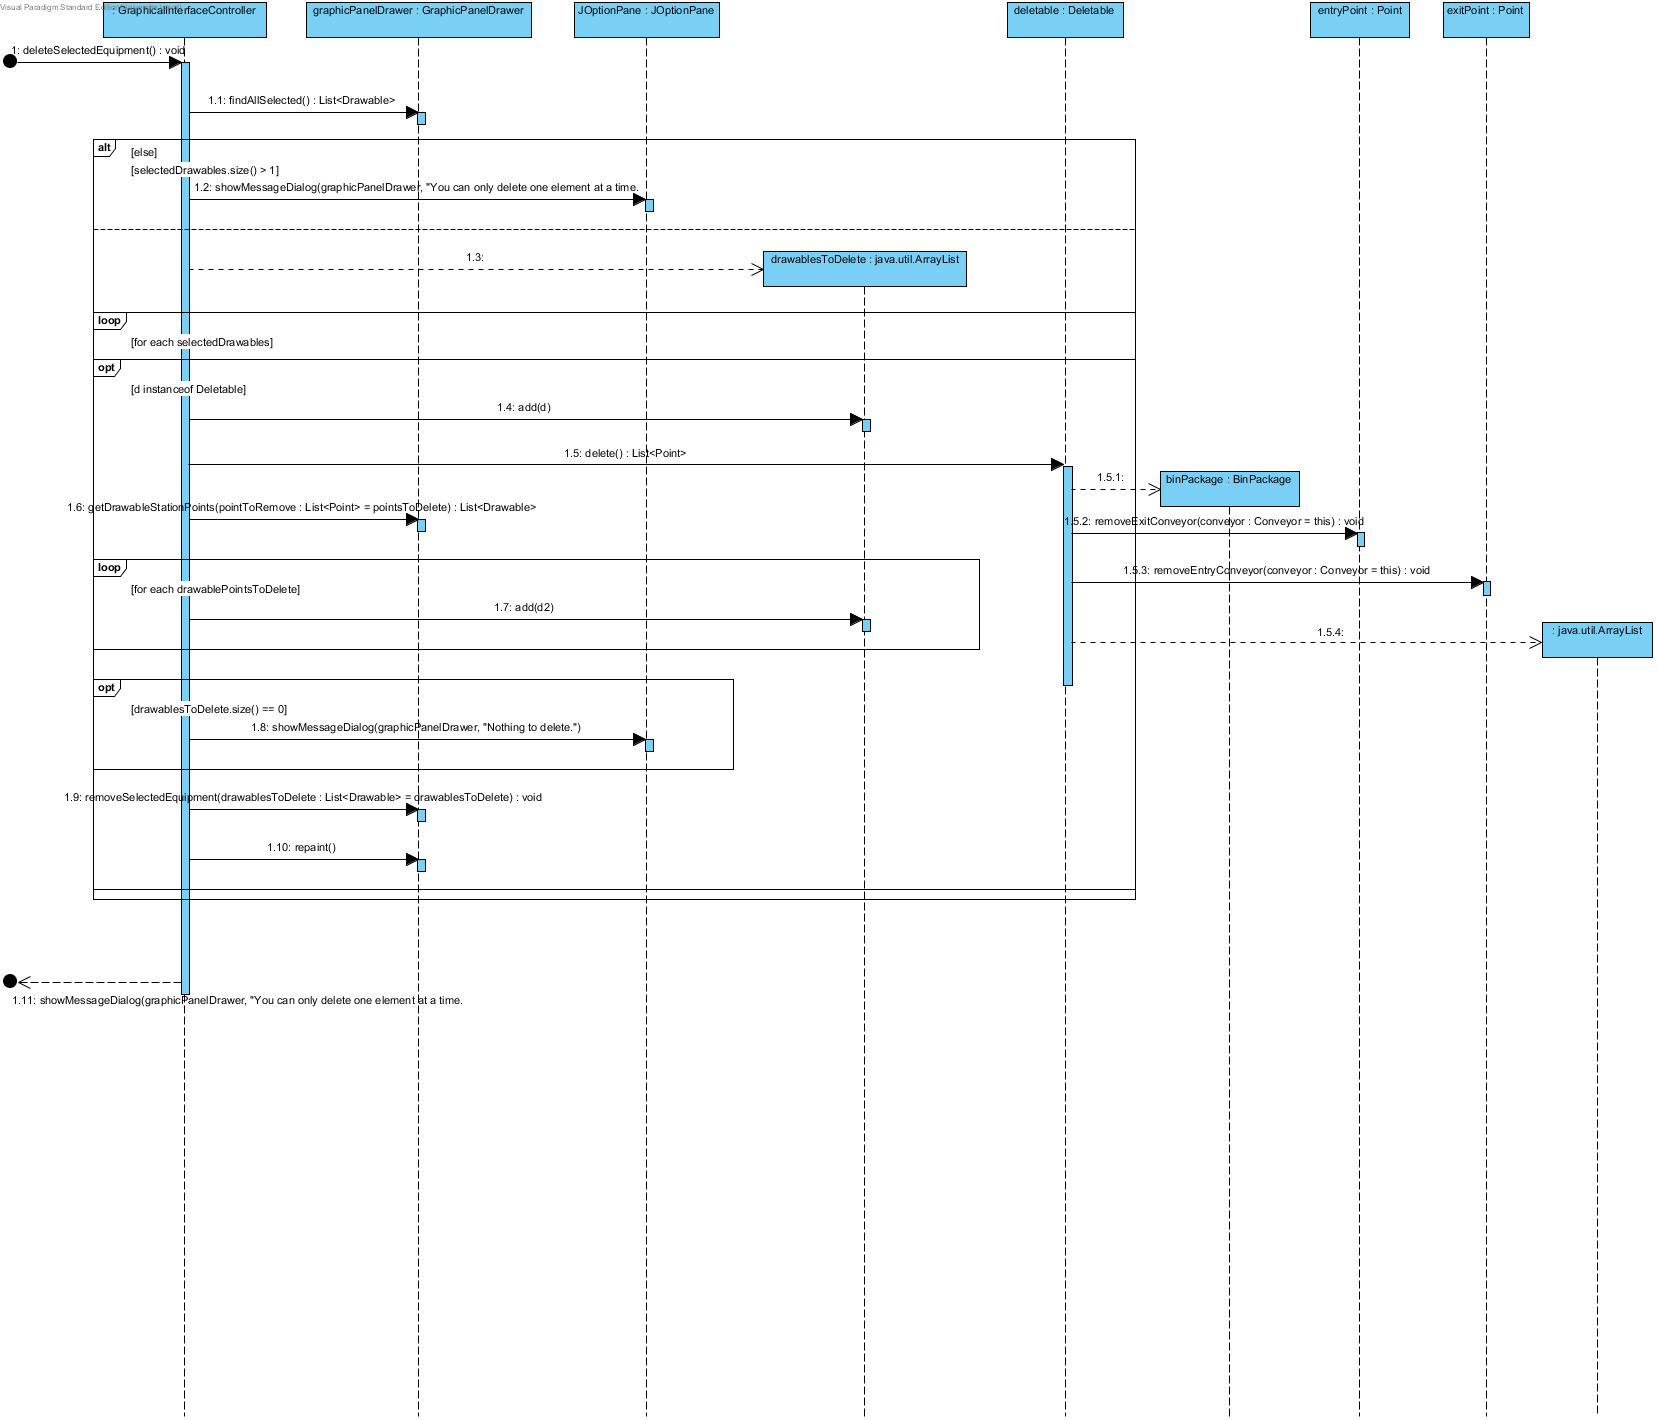 Visual Paradigm Standard Edition
: GraphicalInterfaceController
graphicPanelDrawer : GraphicPanelDrawer
JOptionPane : JOptionPane
deletable : Deletable
entryPoint : Point
exitPoint : Point
1: deleteSelectedEquipment() : void
1.1: findAllSelected() : List<Drawable>
alt
[else]
[selectedDrawables.size() > 1]
1.2: showMessageDialog(graphicPanelDrawer, "You can only delete one element at a time.
1.3:
drawablesToDelete : java.util.ArrayList
loop
[for each selectedDrawables]
opt
[d instanceof Deletable]
1.4: add(d)
1.5: delete() : List<Point>
1.5.1:
binPackage : BinPackage
1.6: getDrawableStationPoints(pointToRemove : List<Point> = pointsToDelete) : List<Drawable>
1.5.2: removeExitConveyor(conveyor : Conveyor = this) : void
loop
1.5.3: removeEntryConveyor(conveyor : Conveyor = this) : void
[for each drawablePointsToDelete]
1.7: add(d2)
1.5.4:
: java.util.ArrayList
opt
[drawablesToDelete.size() == 0]
1.8: showMessageDialog(graphicPanelDrawer, "Nothing to delete.")
1.9: removeSelectedEquipment(drawablesToDelete : List<Drawable> = drawablesToDelete) : void
1.10: repaint()
1.11: showMessageDialog(graphicPanelDrawer, "You can only delete one element at a time.